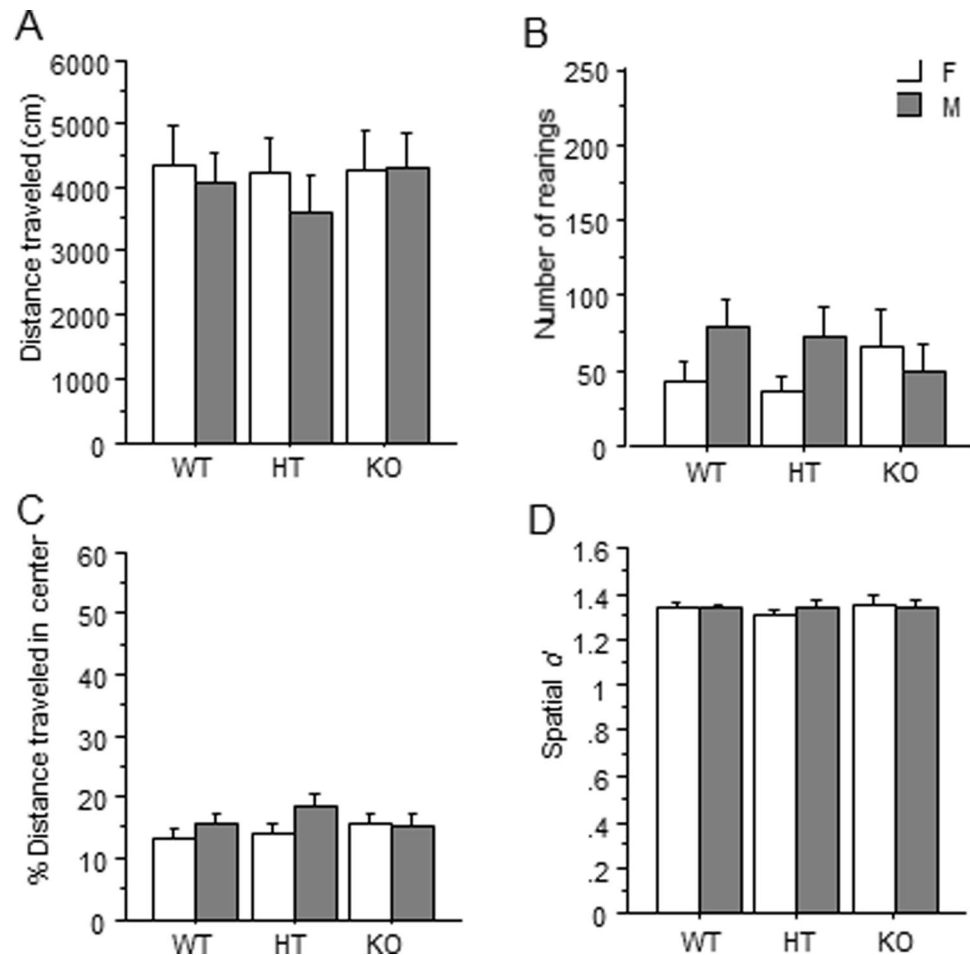 A
Distance traveled (cm)
6000
5000
4000
3000
2000
1000
0
WT HT KO
B
Number of rearings
250
200
150
100
50
0
F
M
WT HT KO
C
% Distance traveled in center
60
50
40
30
20
10
0
WT HT KO
D
Spatial d'
1.6
1.4
1.2
1
.8
.6
.4
.2
0
WT HT KO